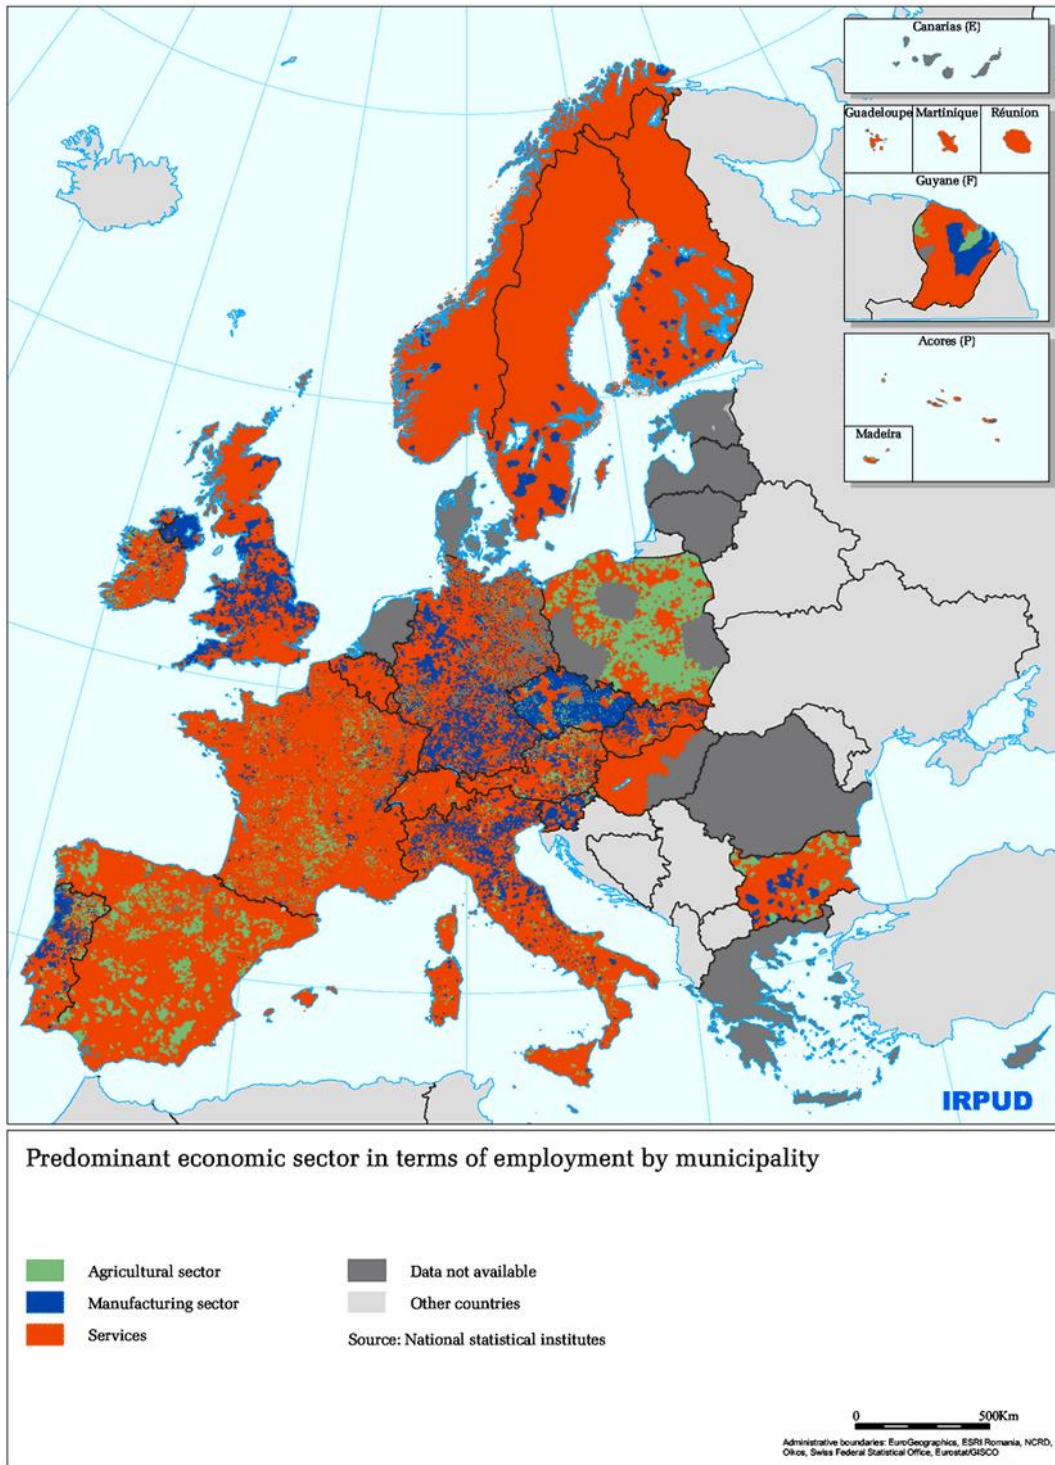 Canarias (E)
Guadeloupe
Martinique
Réunion
Guyane (F)
Acores (P)
Madeira
IRPUD
Predominant economic sector in terms of employment by municipality
Agricultural sector
Manufacturing sector
Services
Data not available
Other countries
Source: National statistical institutes
0 500Km
Administrative boundaries: EuroGeographics, ESRI Romania, NCRD,
Oikos, Swiss Federal Statistical Office, Eurostat/GISCO